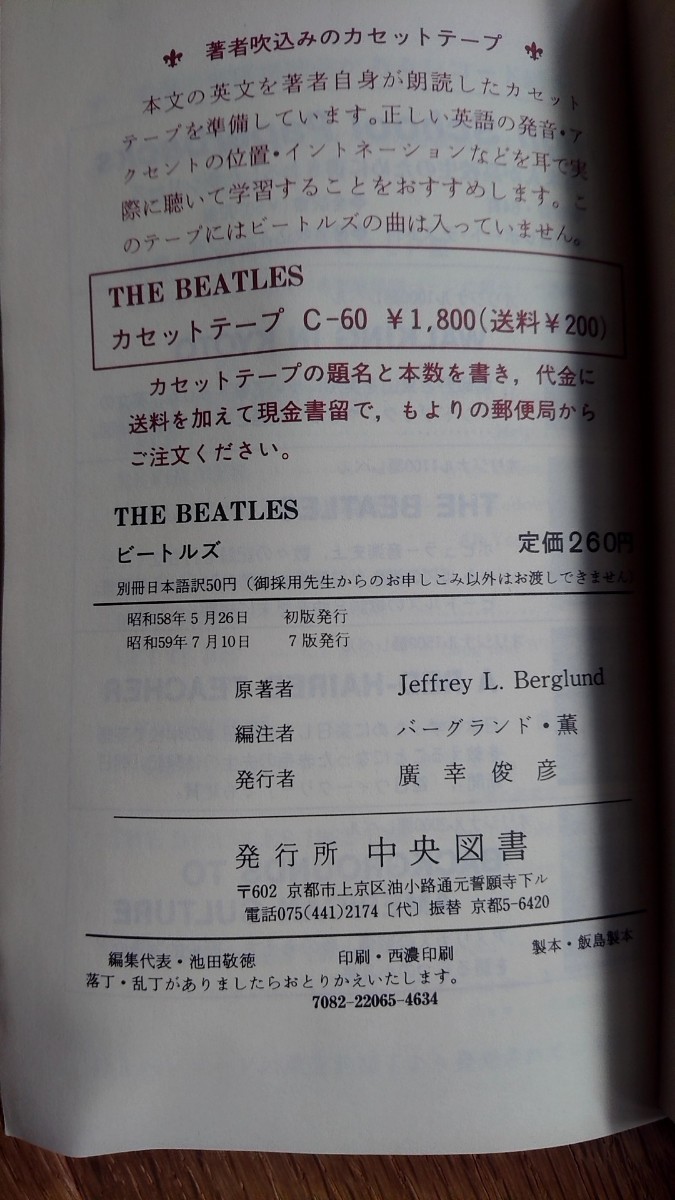 著者吹込みのカセットテープ
本文の英文を著者自身が朗読したカセット
テープを準備しています。正しい英語の発音・ア
クセントの位置・イントネーションなどを耳で実
際に聴いて学習することをおすすめします。こ
のテープにはビートルズの曲は入っていません。
THE BEATLES
カセットテープ C-60 ¥1,800(送料¥200)
カセットテープの題名と本数を書き,代金に
送料を加えて現金書留で,もよりの郵便局から
ご注文ください。
THE BEATLES
ビートルズ 定価260円
別冊日本語訳50円(御採用先生からのお申しこみ以外はお渡しできません)
昭和58年5月26日 初版発行
昭和59年7月10日 7版発行
原著者 Jeffrey L. Berglund
編注者 バーグランド・薫
発行者 廣幸俊彦
発行所 中央図書
〒602 京都市上京区油小路通元誓願寺下ル
電話075(441)2174〔代〕振替 京都5-6420
編集代表・池田敬徳 印刷・西濃印刷 製本・飯島製本
落丁・乱丁がありましたらおとりかえいたします。
7082-22065-4634